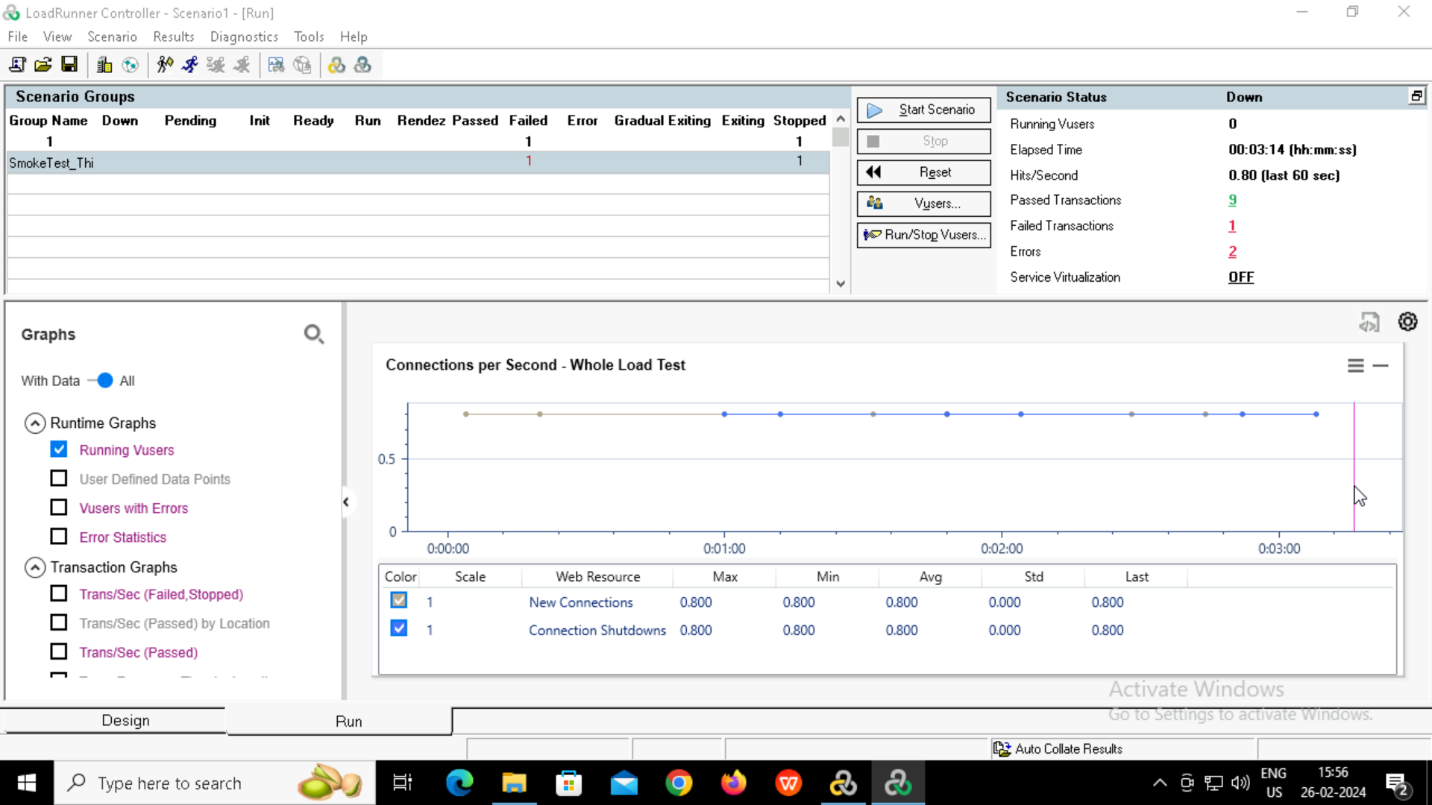 LoadRunner Controller - Scenario1 - [Run]
File View Scenario Results Diagnostics Tools Help
Scenario Groups
Group Name Down Pending Init Ready Run Rendez Passed Failed Error Gradual Exiting Exiting Stopped
1 1 1
SmokeTest_Thi 1 1
Start Scenario
Stop
Reset
Vusers...
Run/Stop Vusers...
Scenario Status Down
Running Vusers 0
Elapsed Time 00:03:14 (hh:mm:ss)
Hits/Second 0.80 (last 60 sec)
Passed Transactions 9
Failed Transactions 1
Errors 2
Service Virtualization OFF
Graphs
With Data All
Runtime Graphs
Running Vusers
User Defined Data Points
Vusers with Errors
Error Statistics
Transaction Graphs
Trans/Sec (Failed,Stopped)
Trans/Sec (Passed) by Location
Trans/Sec (Passed)
Connections per Second - Whole Load Test
0.5
0
0:00:00 0:01:00 0:02:00 0:03:00
Color Scale Web Resource Max Min Avg Std Last
1 New Connections 0.800 0.800 0.800 0.000 0.800
1 Connection Shutdowns 0.800 0.800 0.800 0.000 0.800
Activate Windows
Go to Settings to activate Windows.
Design Run
Auto Collate Results
Type here to search
ENG
US
15:56
26-02-2024
2